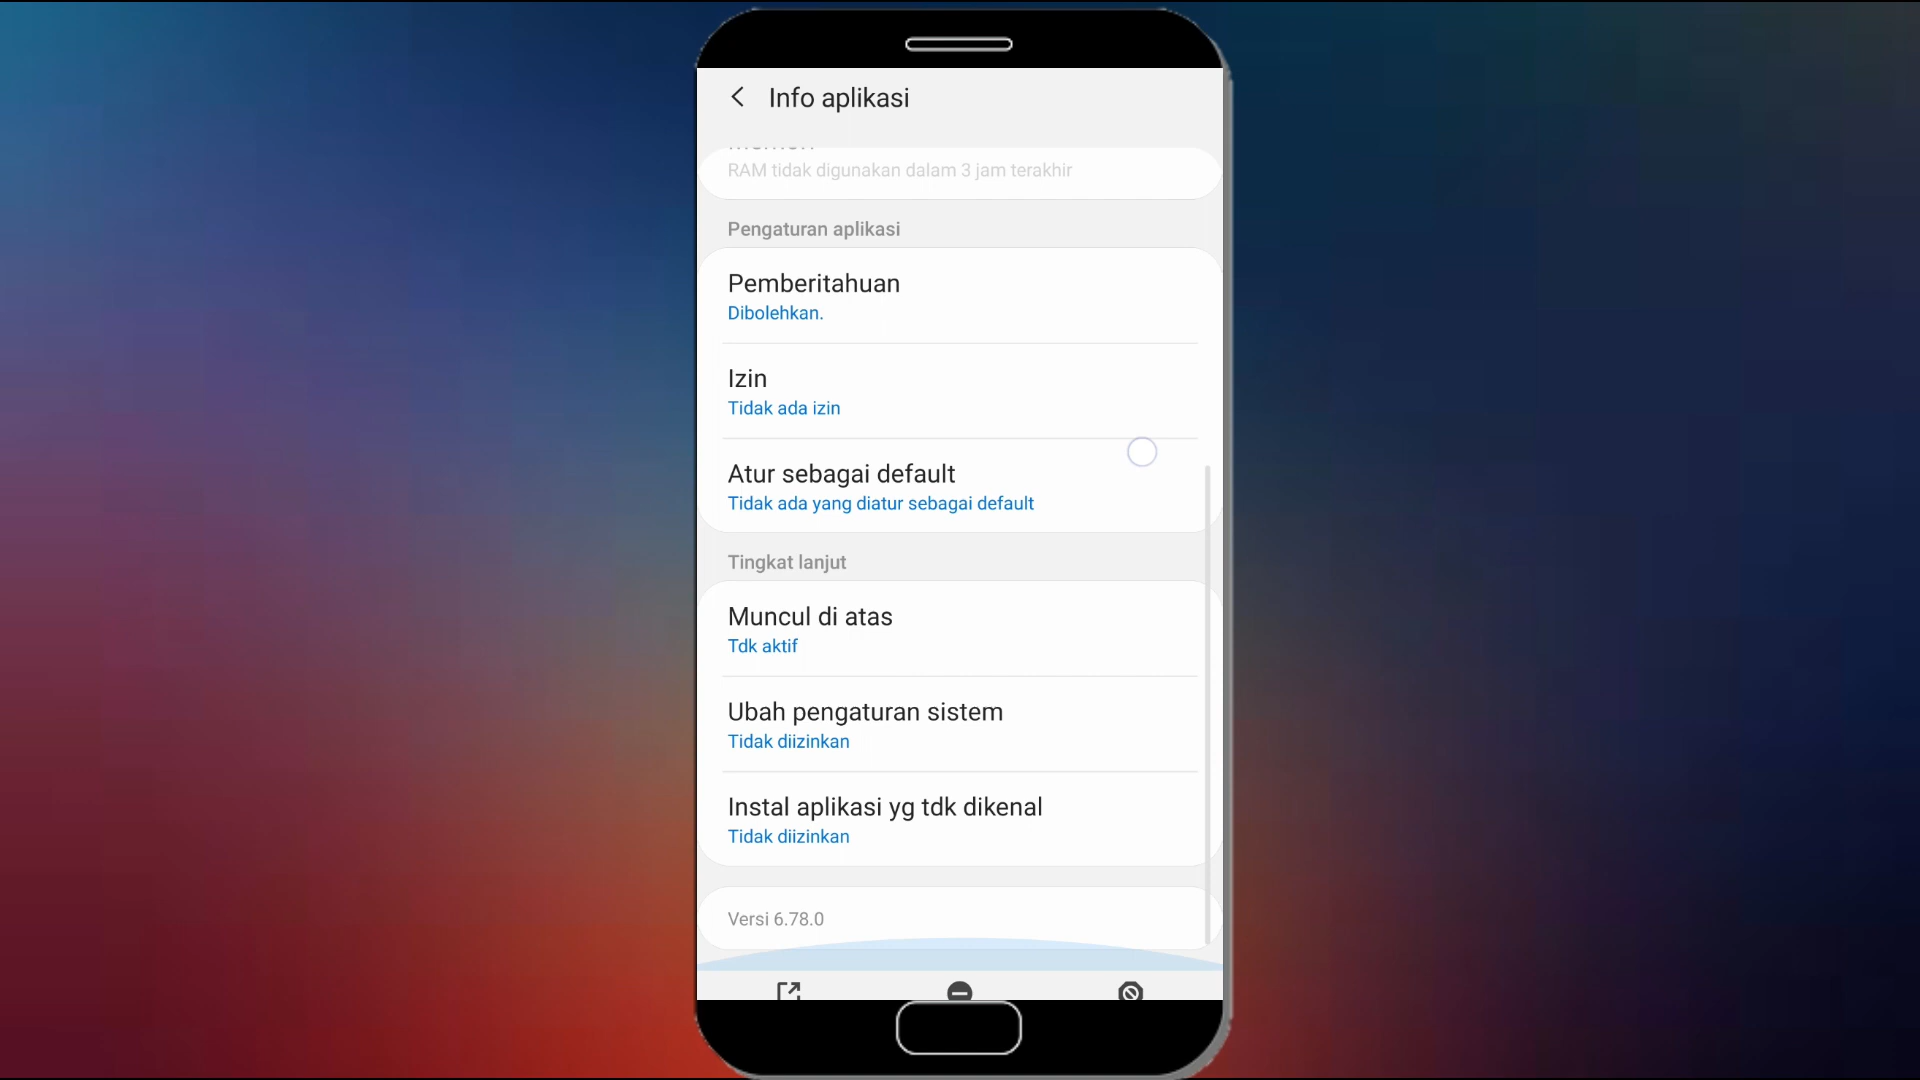 Info aplikasi
RAM tidak digunakan dalam 3 jam terakhir
Pengaturan aplikasi
Pemberitahuan
Dibolehkan.
Izin
Tidak ada izin
Atur sebagai default
Tidak ada yang diatur sebagai default
Tingkat lanjut
Muncul di atas
Tdk aktif
Ubah pengaturan sistem
Tidak diizinkan
Instal aplikasi yg tdk dikenal
Tidak diizinkan
Versi 6.78.0